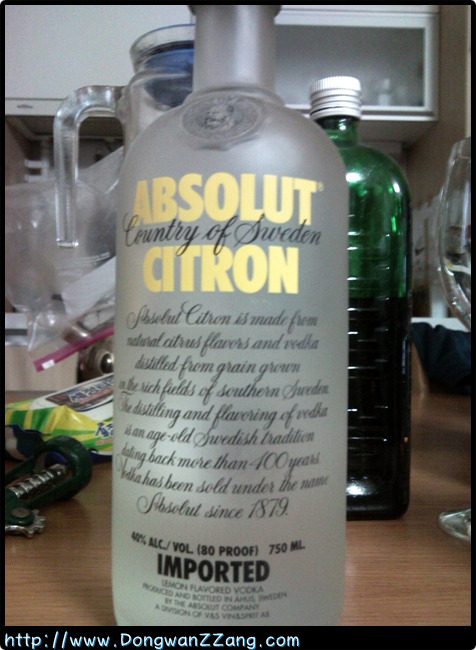 ABSOLUT®
Country of Sweden
CITRON
Absolut Citron is made from
natural citrus flavors and vodka
distilled from grain grown
in the rich fields of southern Sweden.
The distilling and flavoring of vodka
is an age-old Swedish tradition
dating back more than 400 years.
Vodka has been sold under the name
Absolut since 1879.
40% ALC./VOL. (80 PROOF) 750 ML.
IMPORTED
LEMON FLAVORED VODKA
PRODUCED AND BOTTLED IN ÅHUS, SWEDEN
BY THE ABSOLUT COMPANY
A DIVISION OF V&S VIN&SPRIT AB.
http://www.DongwanZZang.com